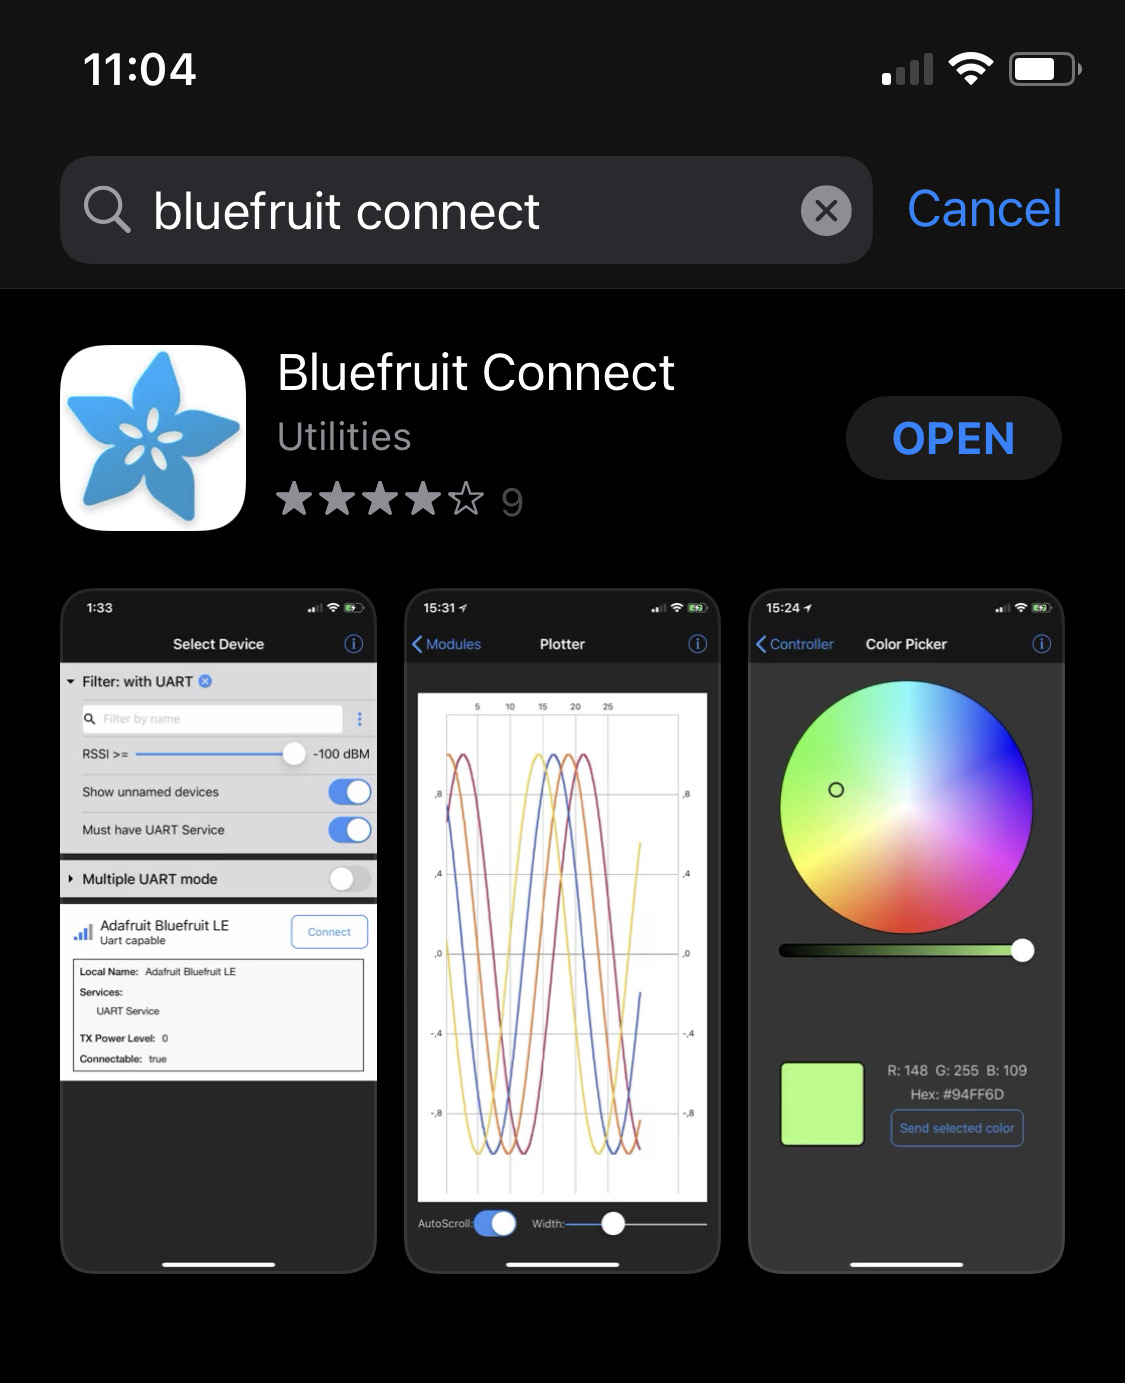 11:04
bluefruit connect
Cancel
Bluefruit Connect
Utilities
OPEN
9
1:33
Select Device
Filter: with UART
Filter by name
RSSI >=
-100 dBM
Show unnamed devices
Must have UART Service
Multiple UART mode
Adafruit Bluefruit LE
Uart capable
Connect
Local Name: Adafruit Bluefruit LE
Services:
UART Service
TX Power Level: 0
Connectable: true
15:31
Modules
Plotter
5 10 15 20 25
,8 ,8
,4 ,4
,0 ,0
-,4 -,4
-,8 -,8
AutoScroll:
Width:
15:24
Controller
Color Picker
R: 148 G: 255 B: 109
Hex: #94FF6D
Send selected color